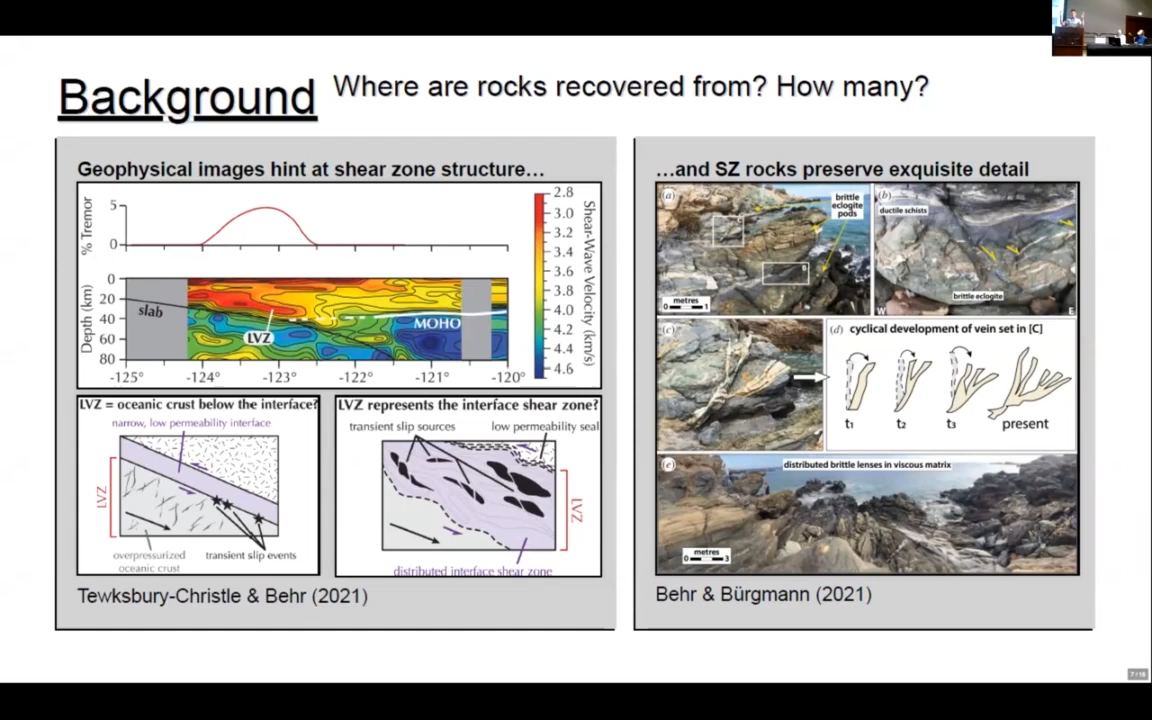 Background
Where are rocks recovered from? How many?
Geophysical images hint at shear zone structure…
% Tremor
5
0
Depth (km)
0
20
40
60
80
slab
LVZ
MOHO
-125°
-124°
-123°
-122°
-121°
-120°
2.8
3.0
3.2
3.4
3.6
3.8
4.0
4.2
4.4
4.6
Shear-Wave Velocity (km/s)
LVZ = oceanic crust below the interface?
narrow, low permeability interface
LVZ
overpressurized
oceanic crust
transient slip events
LVZ represents the interface shear zone?
transient slip sources
low permeability seal
LVZ
distributed interface shear zone
Tewksbury-Christle & Behr (2021)
…and SZ rocks preserve exquisite detail
(a)
brittle
eclogite
pods
B
metres
0 1
(b)
ductile schists
brittle eclogite
W
E
(c)
(d) cyclical development of vein set in [C]
t1
t2
t3
present
(e)
distributed brittle lenses in viscous matrix
metres
0 3
Behr & Bürgmann (2021)
7 / 16